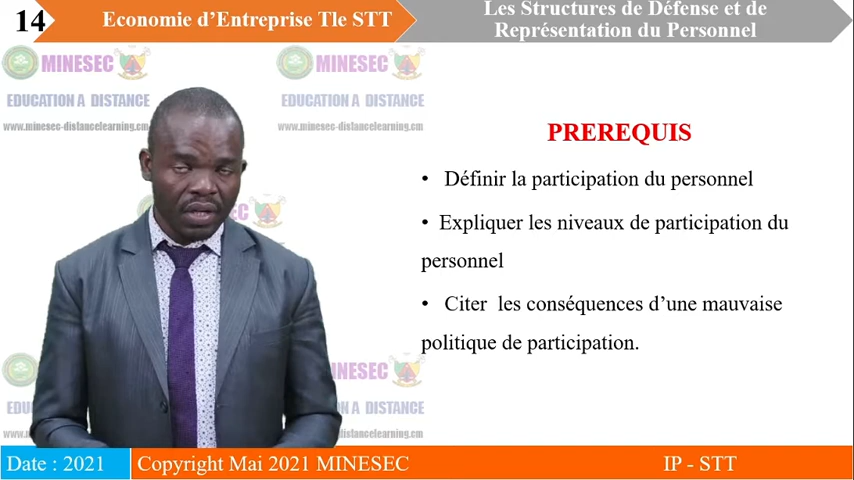 14
Economie d'Entreprise Tle STT
Les Structures de Défense et de
Représentation du Personnel
MINESEC
MINESEC
EDUCATION A DISTANCE
EDUCATION A DISTANCE
www.minesec-distancelearning.cm
www.minesec-distancelearning.cm
PREREQUIS
• Définir la participation du personnel
• Expliquer les niveaux de participation du
personnel
• Citer les conséquences d'une mauvaise
politique de participation.
Date : 2021
Copyright Mai 2021 MINESEC
IP - STT